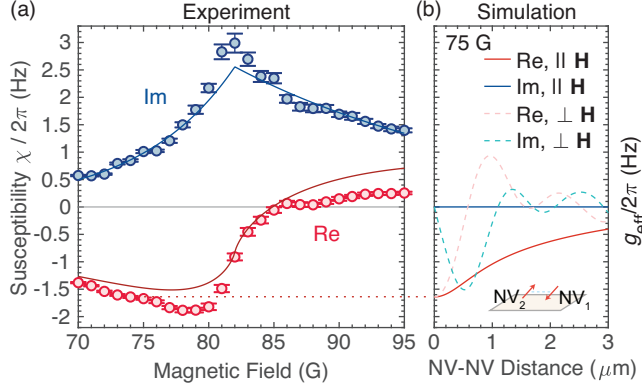 (a) Experiment
(b) Simulation
Susceptibility χ / 2π (Hz)
3
2.5
2
1.5
1
0.5
0
-0.5
-1
-1.5
-2
Im
Re
70 75 80 85 90 95
Magnetic Field (G)
75 G
Re, || H
Im, || H
Re, ⊥ H
Im, ⊥ H
g_eff/2π (Hz)
NV₂ NV₁
0 1 2 3
NV-NV Distance (μm)